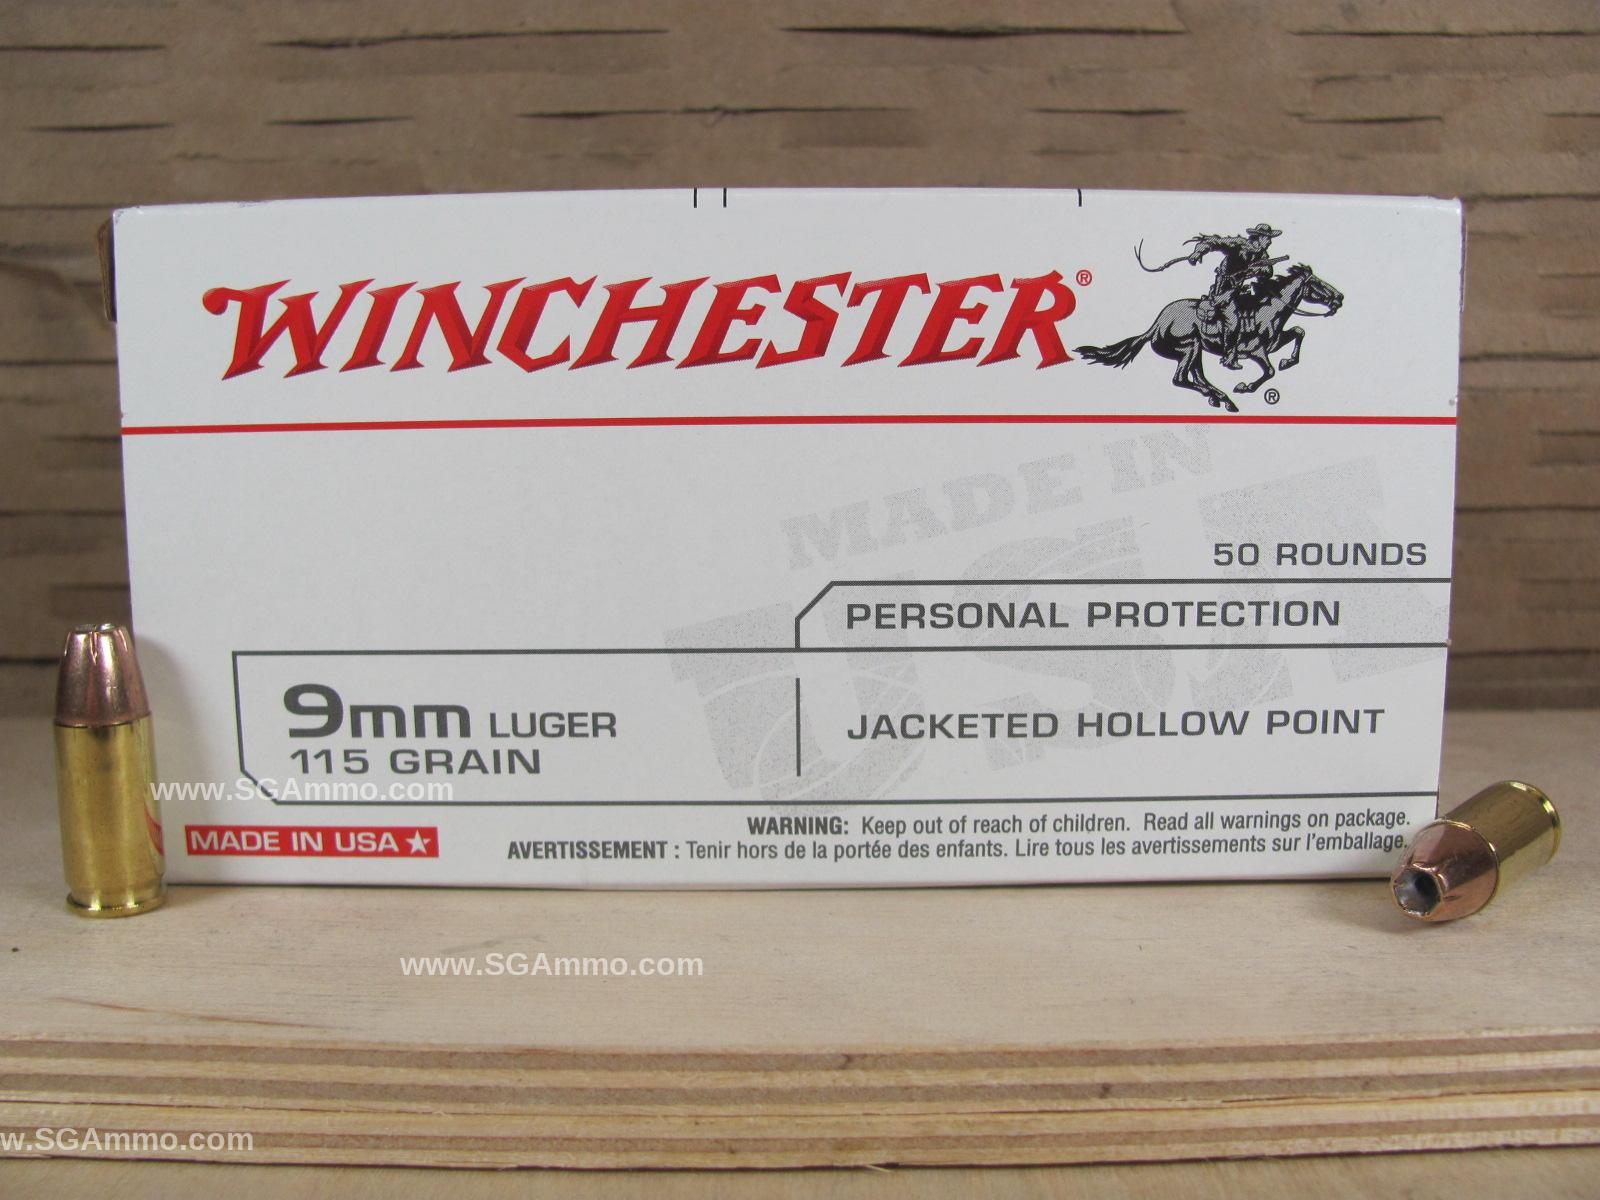 WINCHESTER®
®
MADE IN
USA
50 ROUNDS
PERSONAL PROTECTION
9mm LUGER
115 GRAIN
JACKETED HOLLOW POINT
www.SGAmmo.com
MADE IN USA
WARNING: Keep out of reach of children. Read all warnings on package.
AVERTISSEMENT : Tenir hors de la portée des enfants. Lire tous les avertissements sur l'emballage.
www.SGAmmo.com
w.SGAmmo.com